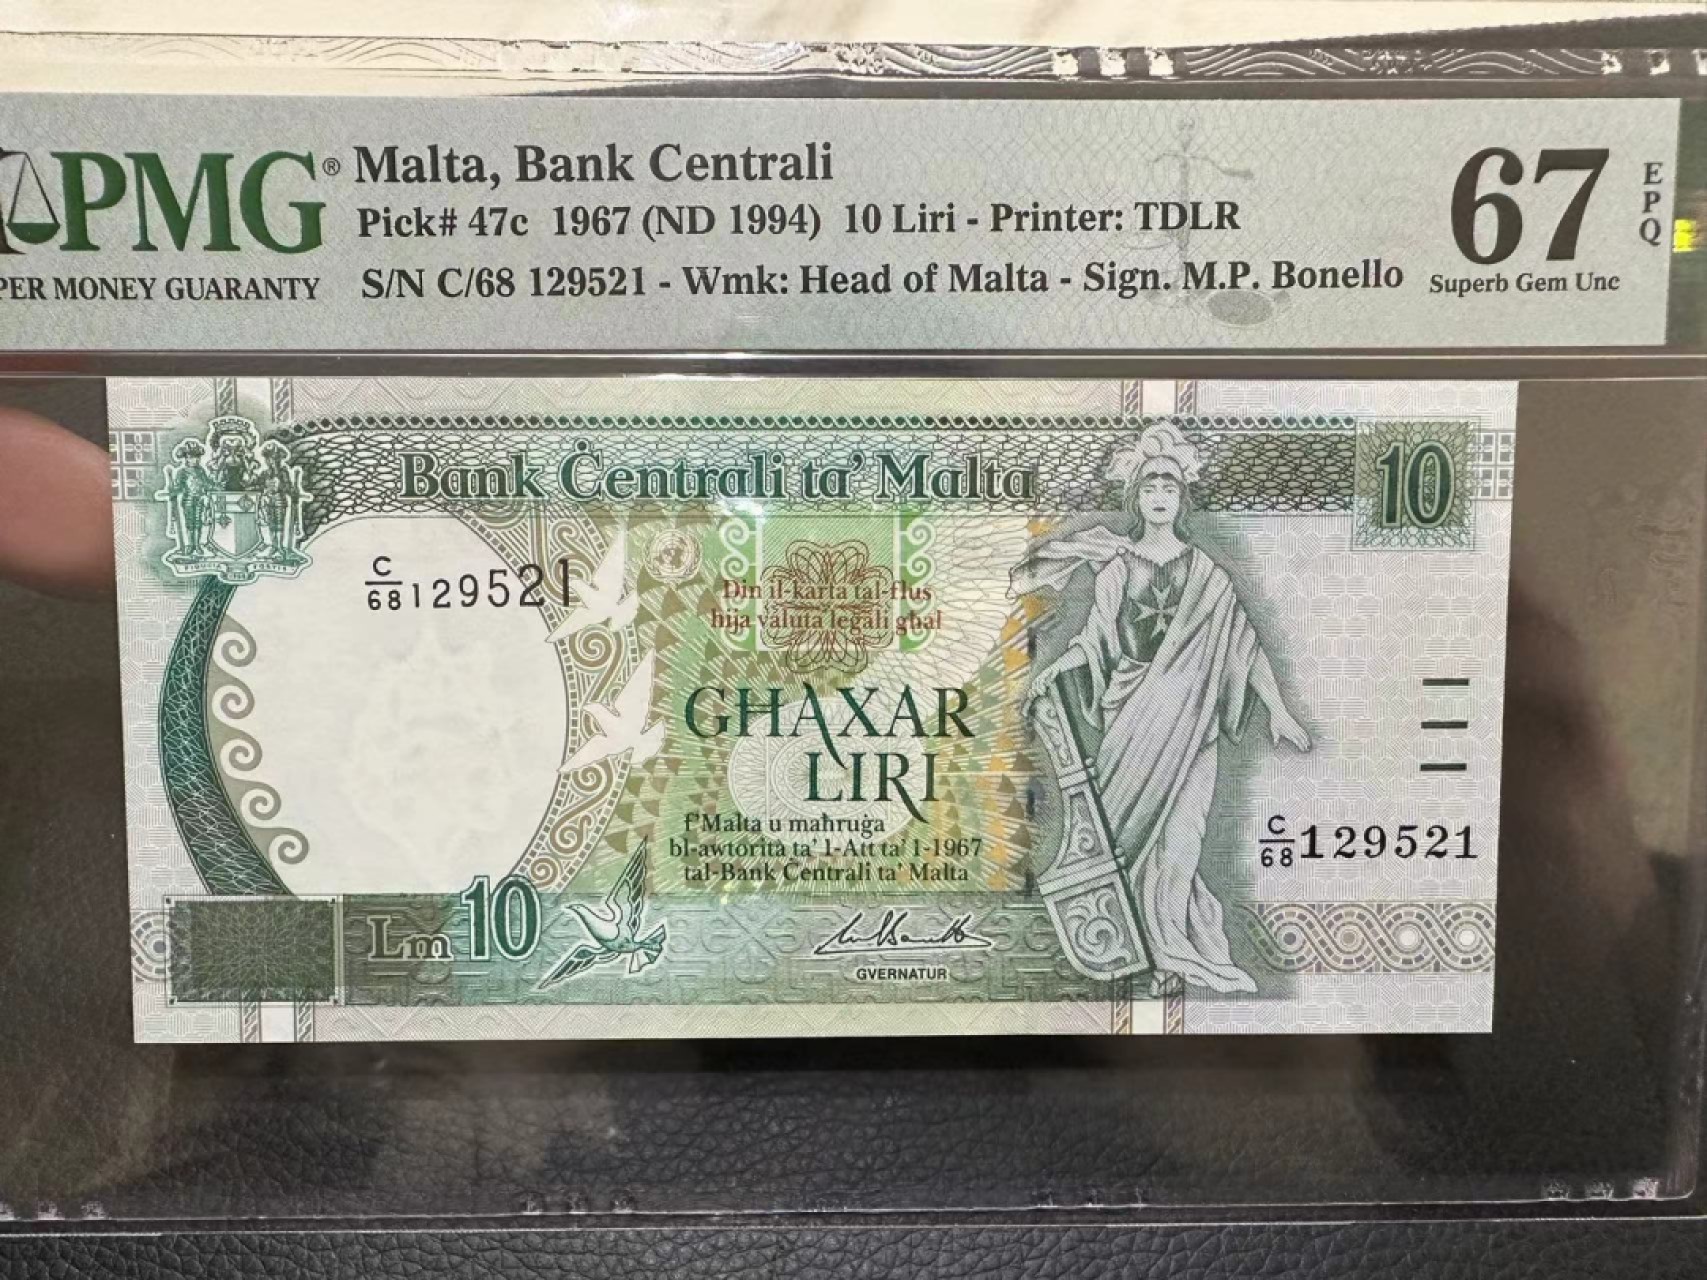 PMG®
PER MONEY GUARANTY
Malta, Bank Centrali
Pick# 47c 1967 (ND 1994) 10 Liri - Printer: TDLR
S/N C/68 129521 - Wmk: Head of Malta - Sign. M.P. Bonello
67
EPQ
Superb Gem Unc
Bank Ċentrali ta' Malta
10
C/68 129521
Din il-karta tal-flus
hija valuta legali għal
GĦAXAR
LIRI
f'Malta u maħruġa
bl-awtorità ta' l-Att ta' l-1967
tal-Bank Ċentrali ta' Malta
C/68 129521
Lm 10
GVERNATUR